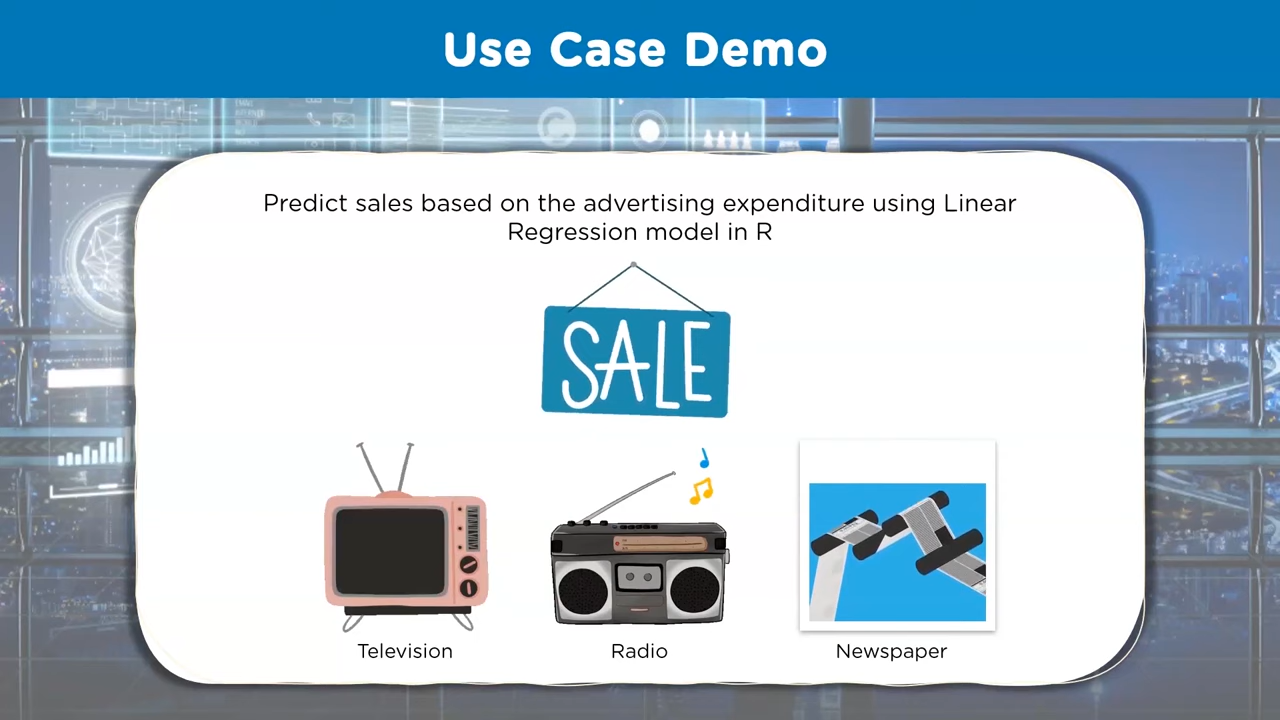 Use Case Demo
Predict sales based on the advertising expenditure using Linear
Regression model in R
SALE
Television
Radio
Newspaper